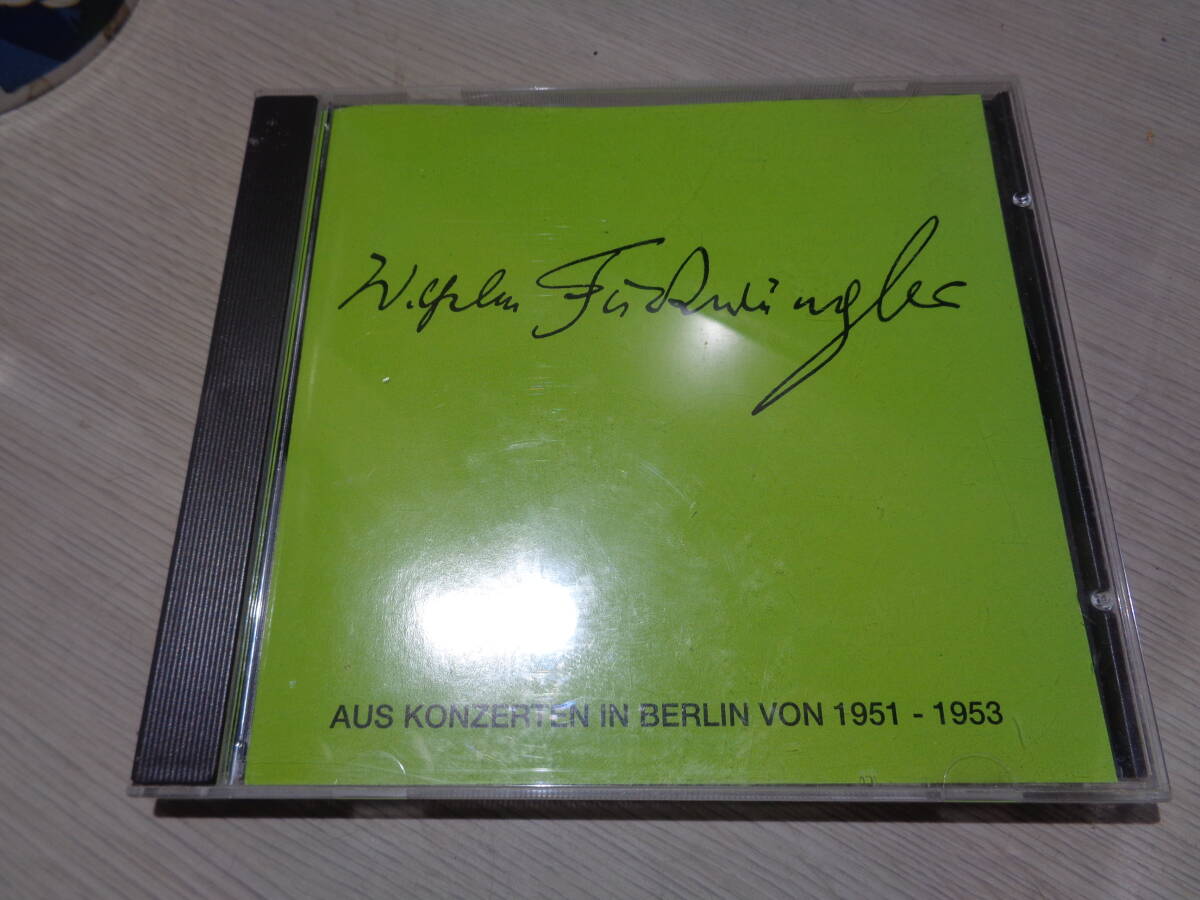 Wilhelm Furtwängler
AUS KONZERTEN IN BERLIN VON 1951 - 1953